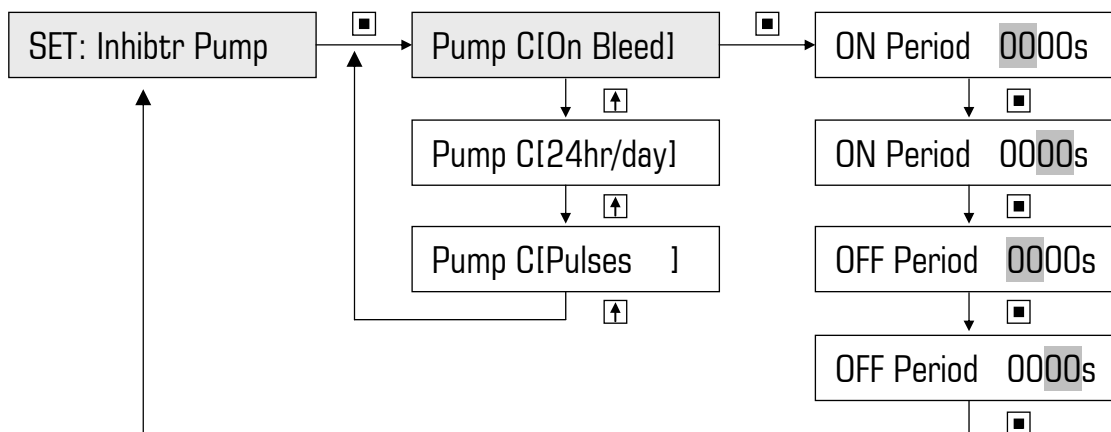 SET: Inhibtr Pump
Pump C[On Bleed]
Pump C[24hr/day]
Pump C[Pulses ]
ON Period 0000s
ON Period 0000s
OFF Period 0000s
OFF Period 0000s